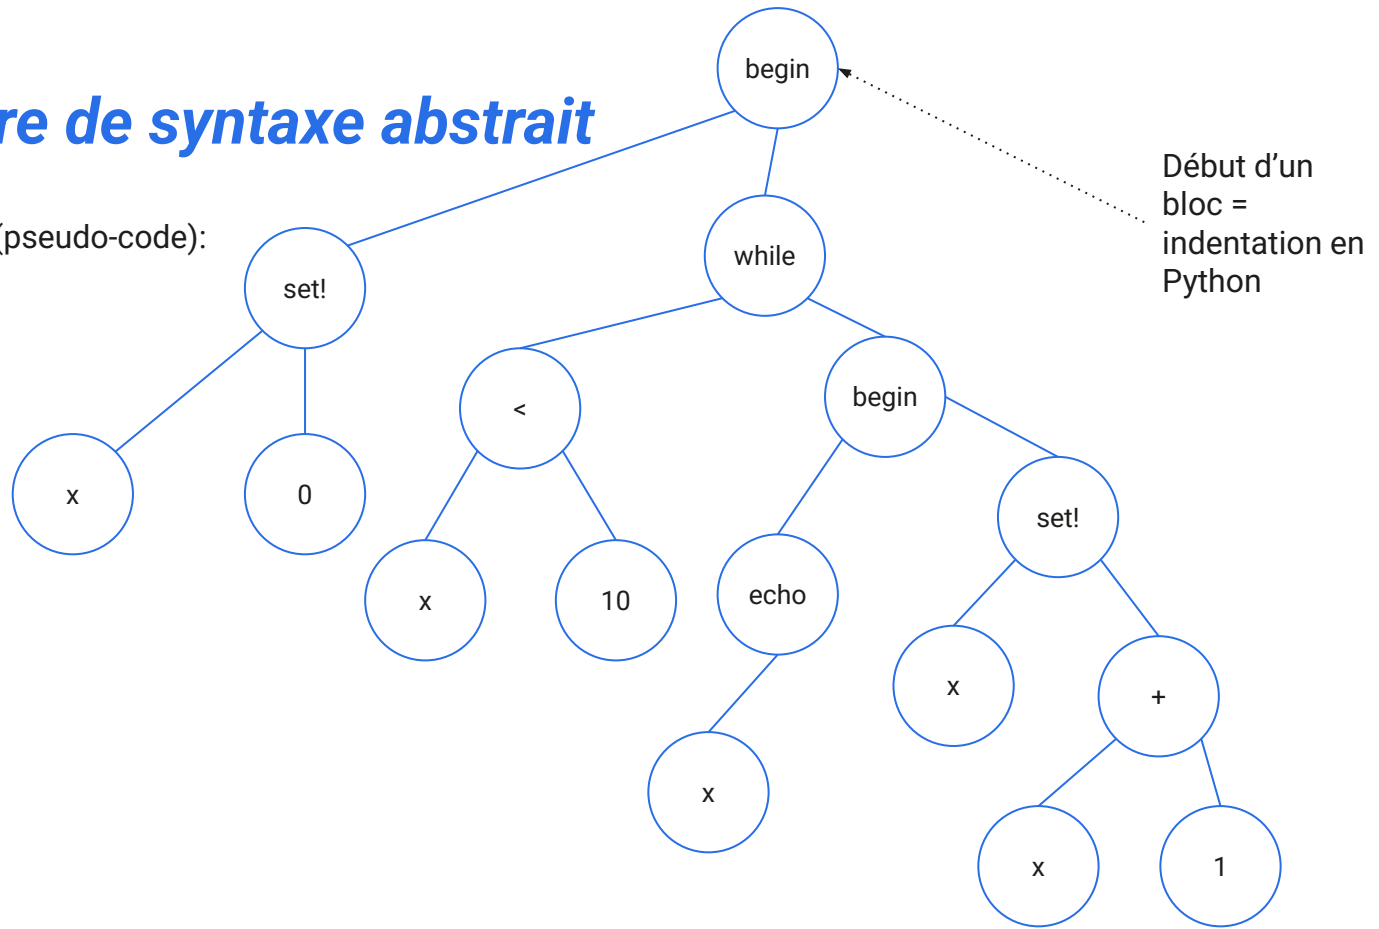 begin
re de syntaxe abstrait
Début d’un
bloc =
indentation en
Python
(pseudo-code):
set!
while
<
begin
x
0
x
10
echo
set!
x
x
+
x
1